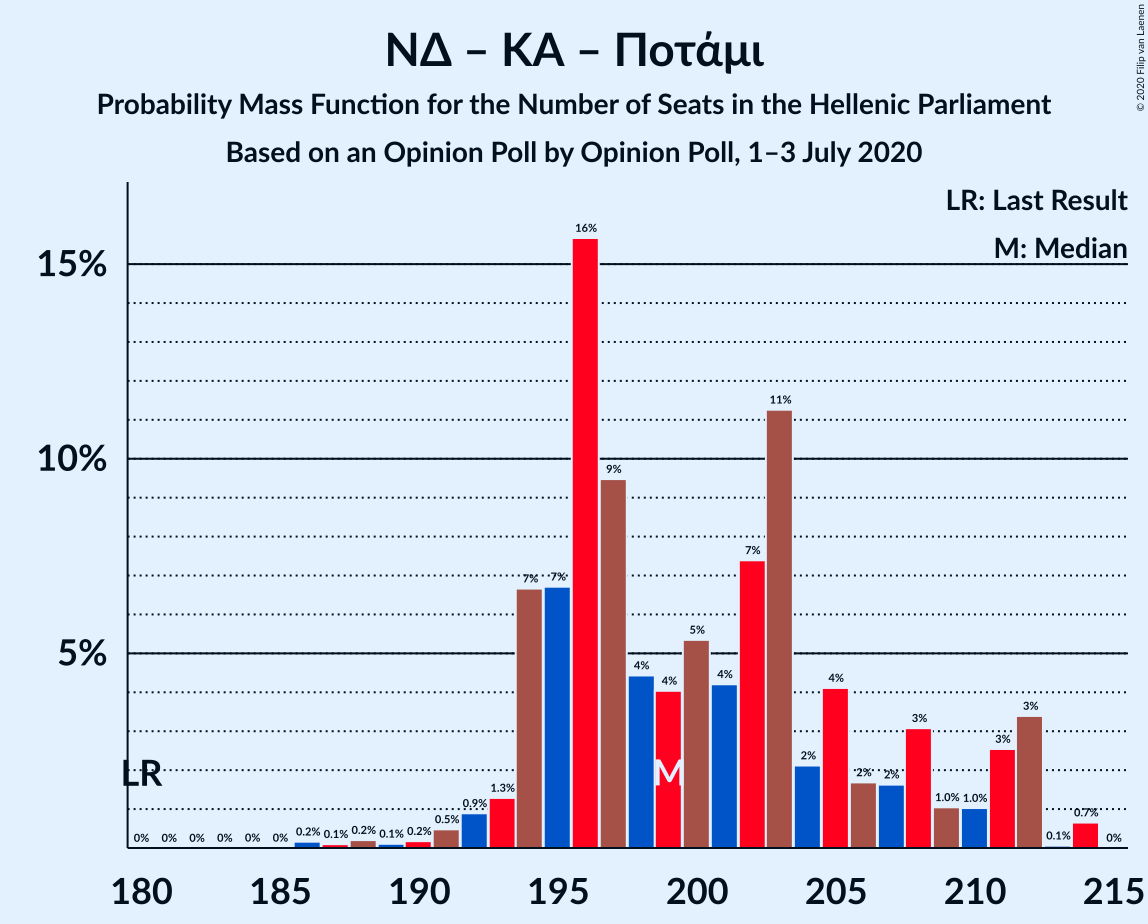 ΝΔ – ΚΑ – Ποτάμι
Probability Mass Function for the Number of Seats in the Hellenic Parliament
Based on an Opinion Poll by Opinion Poll, 1–3 July 2020
© 2020 Filip van Laenen
LR: Last Result
M: Median
15%
10%
5%
16%
11%
9%
7% 7%
7%
5%
4% 4% 4% 4%
3% 3% 3%
2% 2% 2%
LR
M
0% 0% 0% 0% 0% 0% 0.2% 0.1% 0.2% 0.1% 0.2% 0.5% 0.9% 1.3%
1.0% 1.0% 0.1% 0.7% 0%
180 185 190 195 200 205 210 215